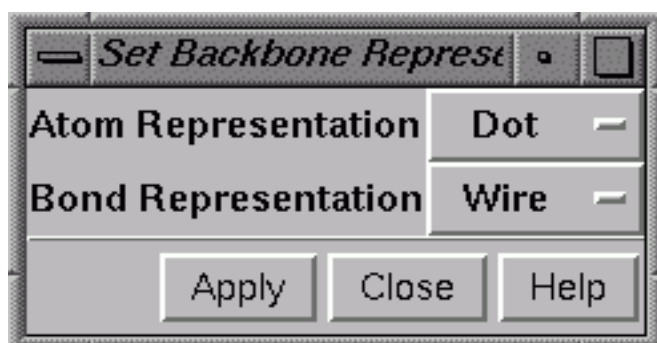 Set Backbone Represe
Atom Representation Dot
Bond Representation Wire
Apply Close Help